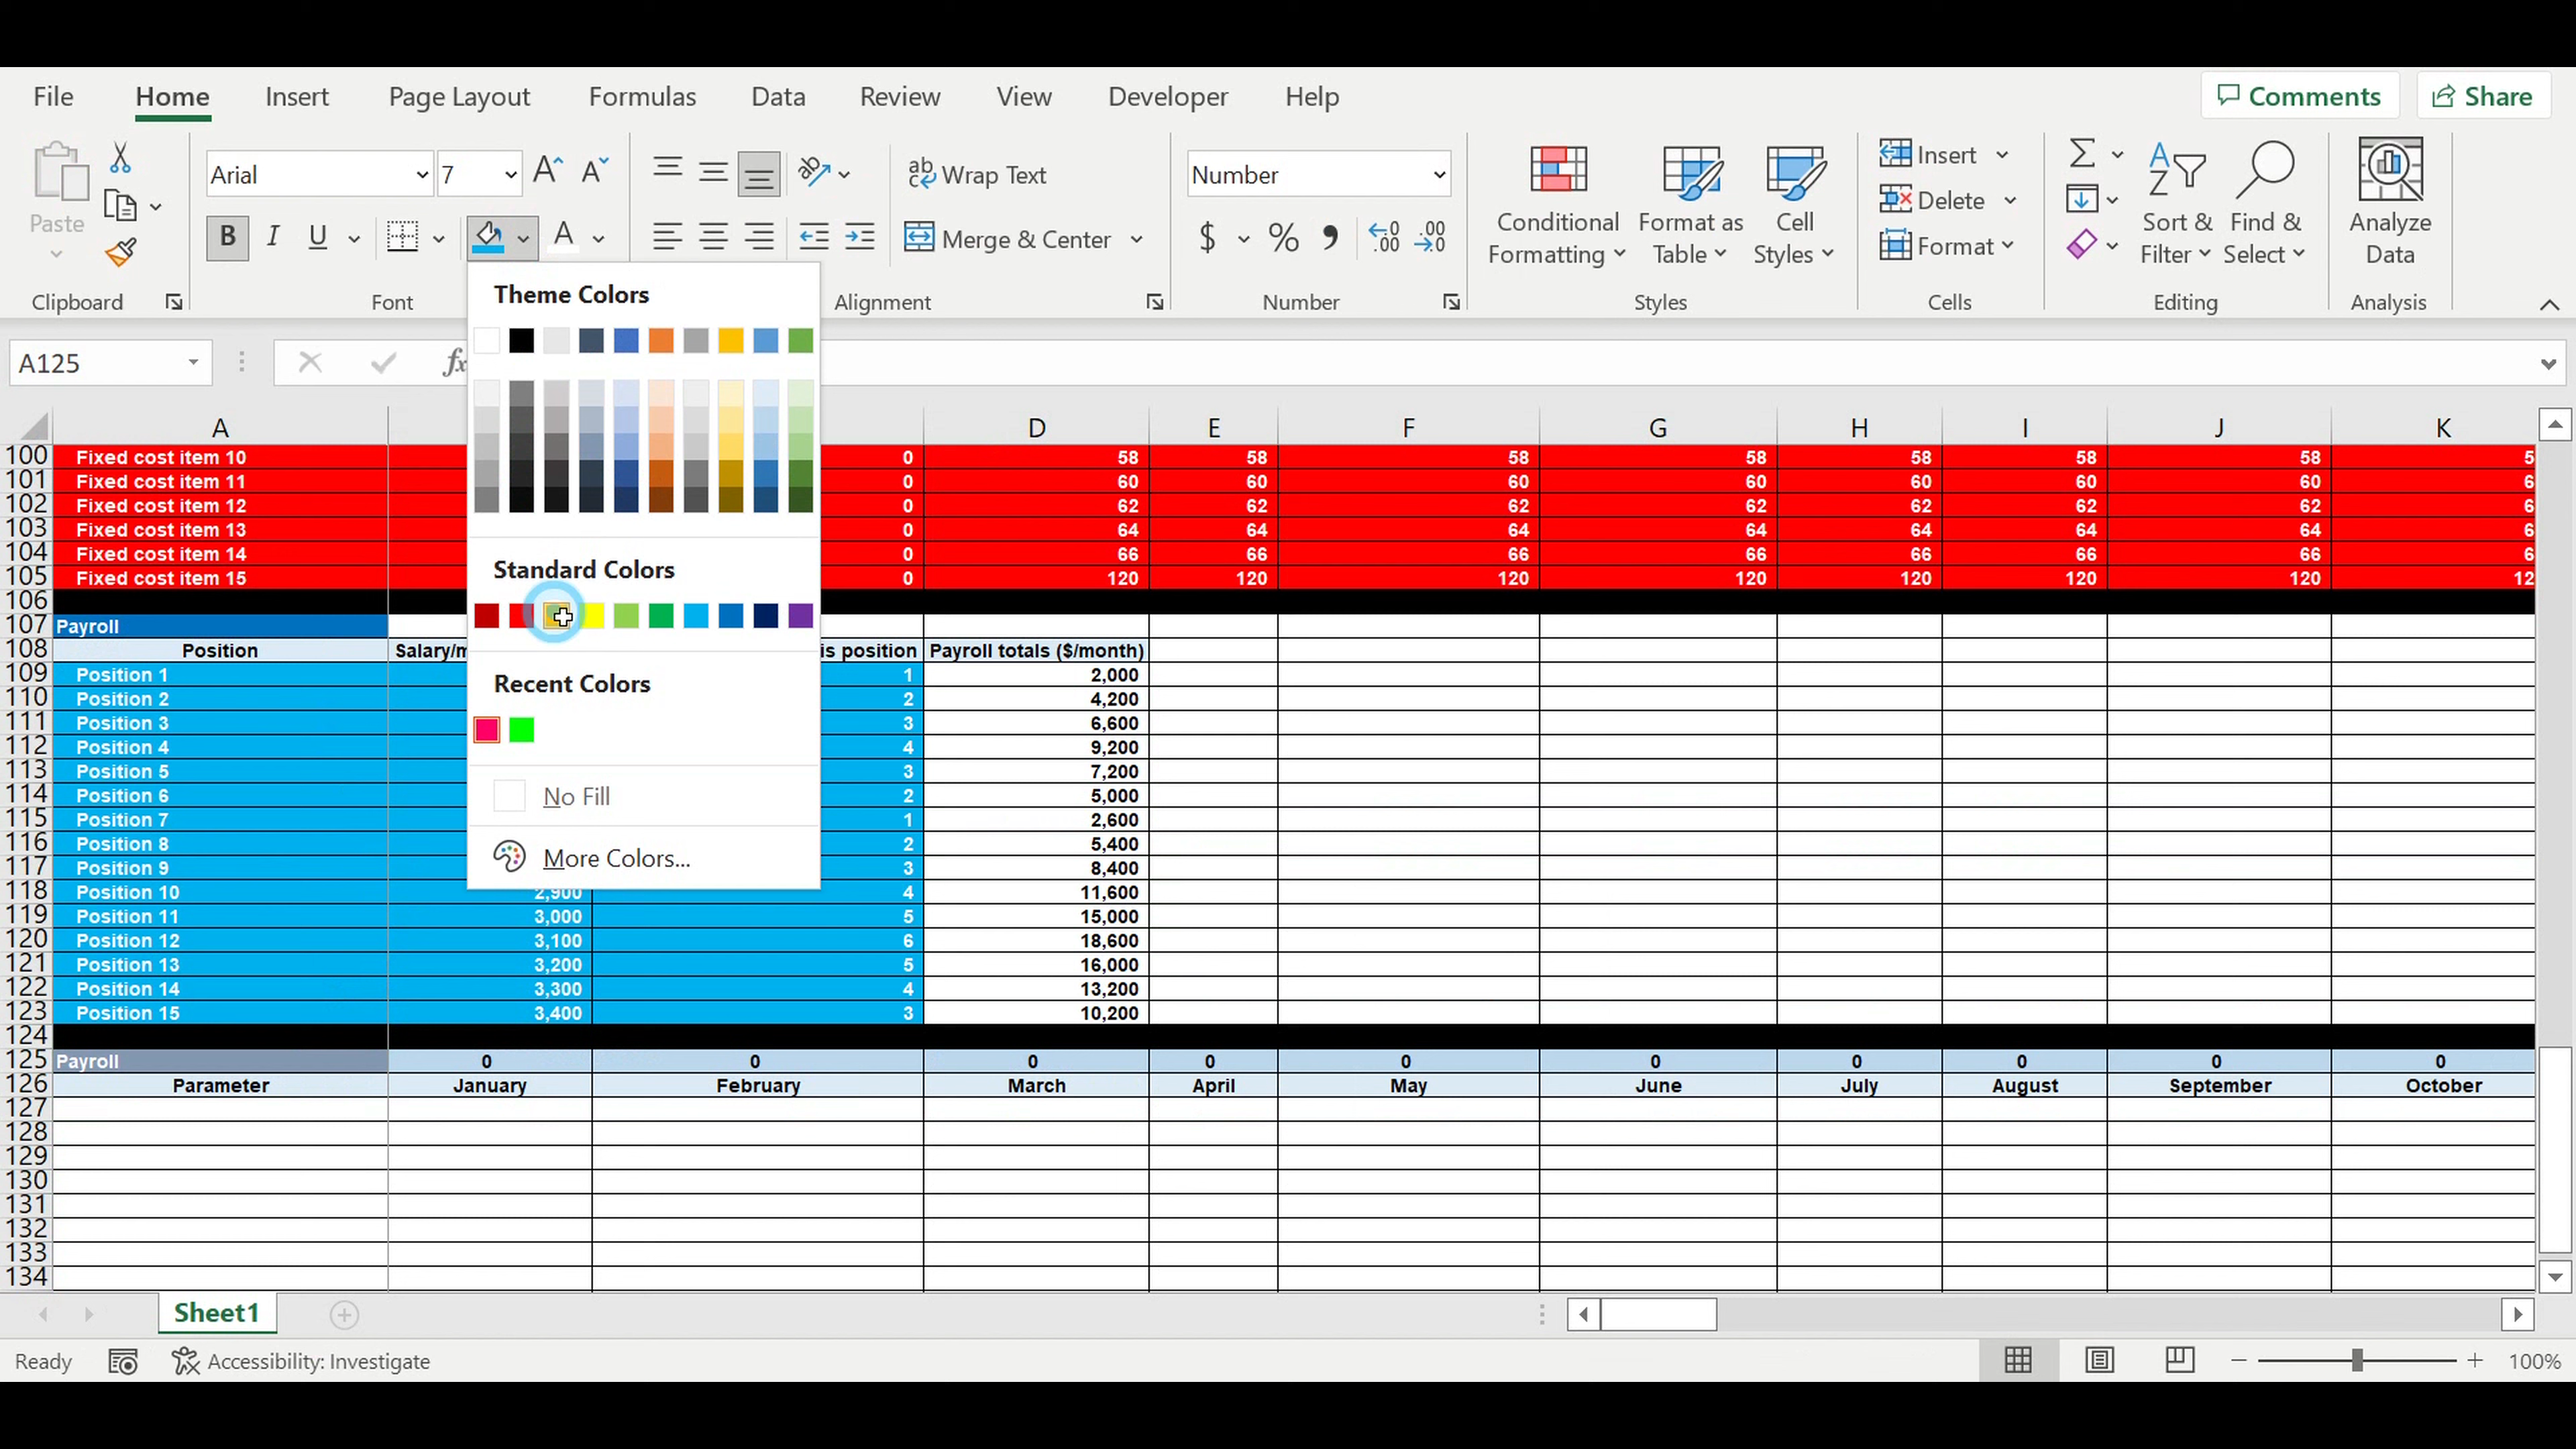 File Home Insert Page Layout Formulas Data Review View Developer Help Comments Share
Paste
Clipboard
Arial 7
B I U
Font
Wrap Text
Merge & Center
Alignment
Number
$ % 9 .00 .00
Number
Conditional Formatting
Format as Table
Cell Styles
Styles
Insert
Delete
Format
Cells
Sort & Filter
Find & Select
Editing
Analyze Data
Analysis
A125 fx
Theme Colors
Standard Colors
Recent Colors
No Fill
More Colors...
A D E F G H I J K
100 Fixed cost item 10 0 58 58 58 58 58 58 58 5
101 Fixed cost item 11 0 60 60 60 60 60 60 60 6
102 Fixed cost item 12 0 62 62 62 62 62 62 62 6
103 Fixed cost item 13 0 64 64 64 64 64 64 64 6
104 Fixed cost item 14 0 66 66 66 66 66 66 66 6
105 Fixed cost item 15 0 120 120 120 120 120 120 120 12
106
107 Payroll
108 Position Salary/m is position Payroll totals ($/month)
109 Position 1 1 2,000
110 Position 2 2 4,200
111 Position 3 3 6,600
112 Position 4 4 9,200
113 Position 5 3 7,200
114 Position 6 2 5,000
115 Position 7 1 2,600
116 Position 8 2 5,400
117 Position 9 3 8,400
118 Position 10 2,900 4 11,600
119 Position 11 3,000 5 15,000
120 Position 12 3,100 6 18,600
121 Position 13 3,200 5 16,000
122 Position 14 3,300 4 13,200
123 Position 15 3,400 3 10,200
124
125 Payroll 0 0 0 0 0 0 0 0 0 0
126 Parameter January February March April May June July August September October
127
128
129
130
131
132
133
134
Sheet1
Ready Accessibility: Investigate 100%